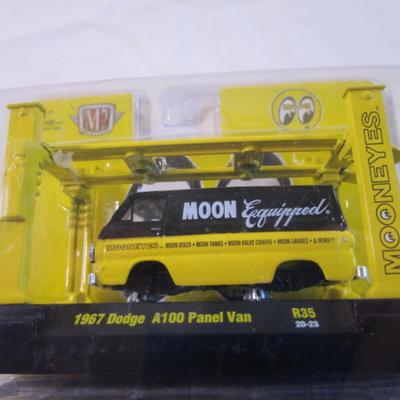 M2
MOONEYES
MOON Equipped®
MOONEYES MOON DISCS • MOON TANKS • MOON VALVE COVERS • MOON GAUGES • & MORE!!!
1967 Dodge A100 Panel Van
R35
20-23